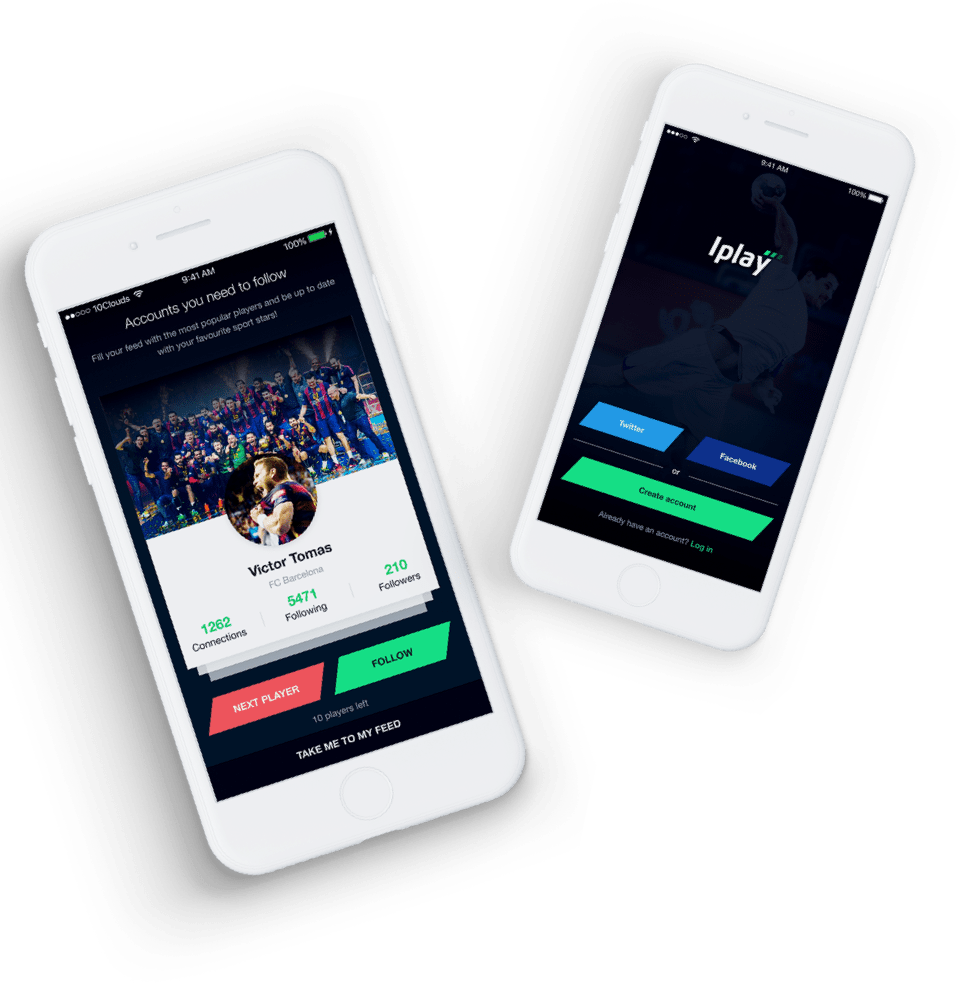 10Clouds
9:41 AM
100%
Accounts you need to follow
Fill your feed with the most popular players and be up to date
with your favourite sport stars!
Victor Tomas
FC Barcelona
1262
Connections
5471
Following
210
Followers
NEXT PLAYER
FOLLOW
10 players left
TAKE ME TO MY FEED
9:41 AM
100%
Iplay
Twitter
Facebook
or
Create account
Already have an account? Log in